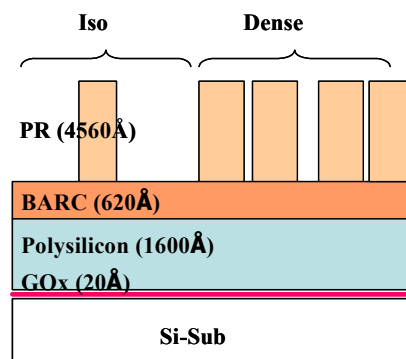 Iso Dense
PR (4560Å)
BARC (620Å)
Polysilicon (1600Å)
GOx (20Å)
Si-Sub